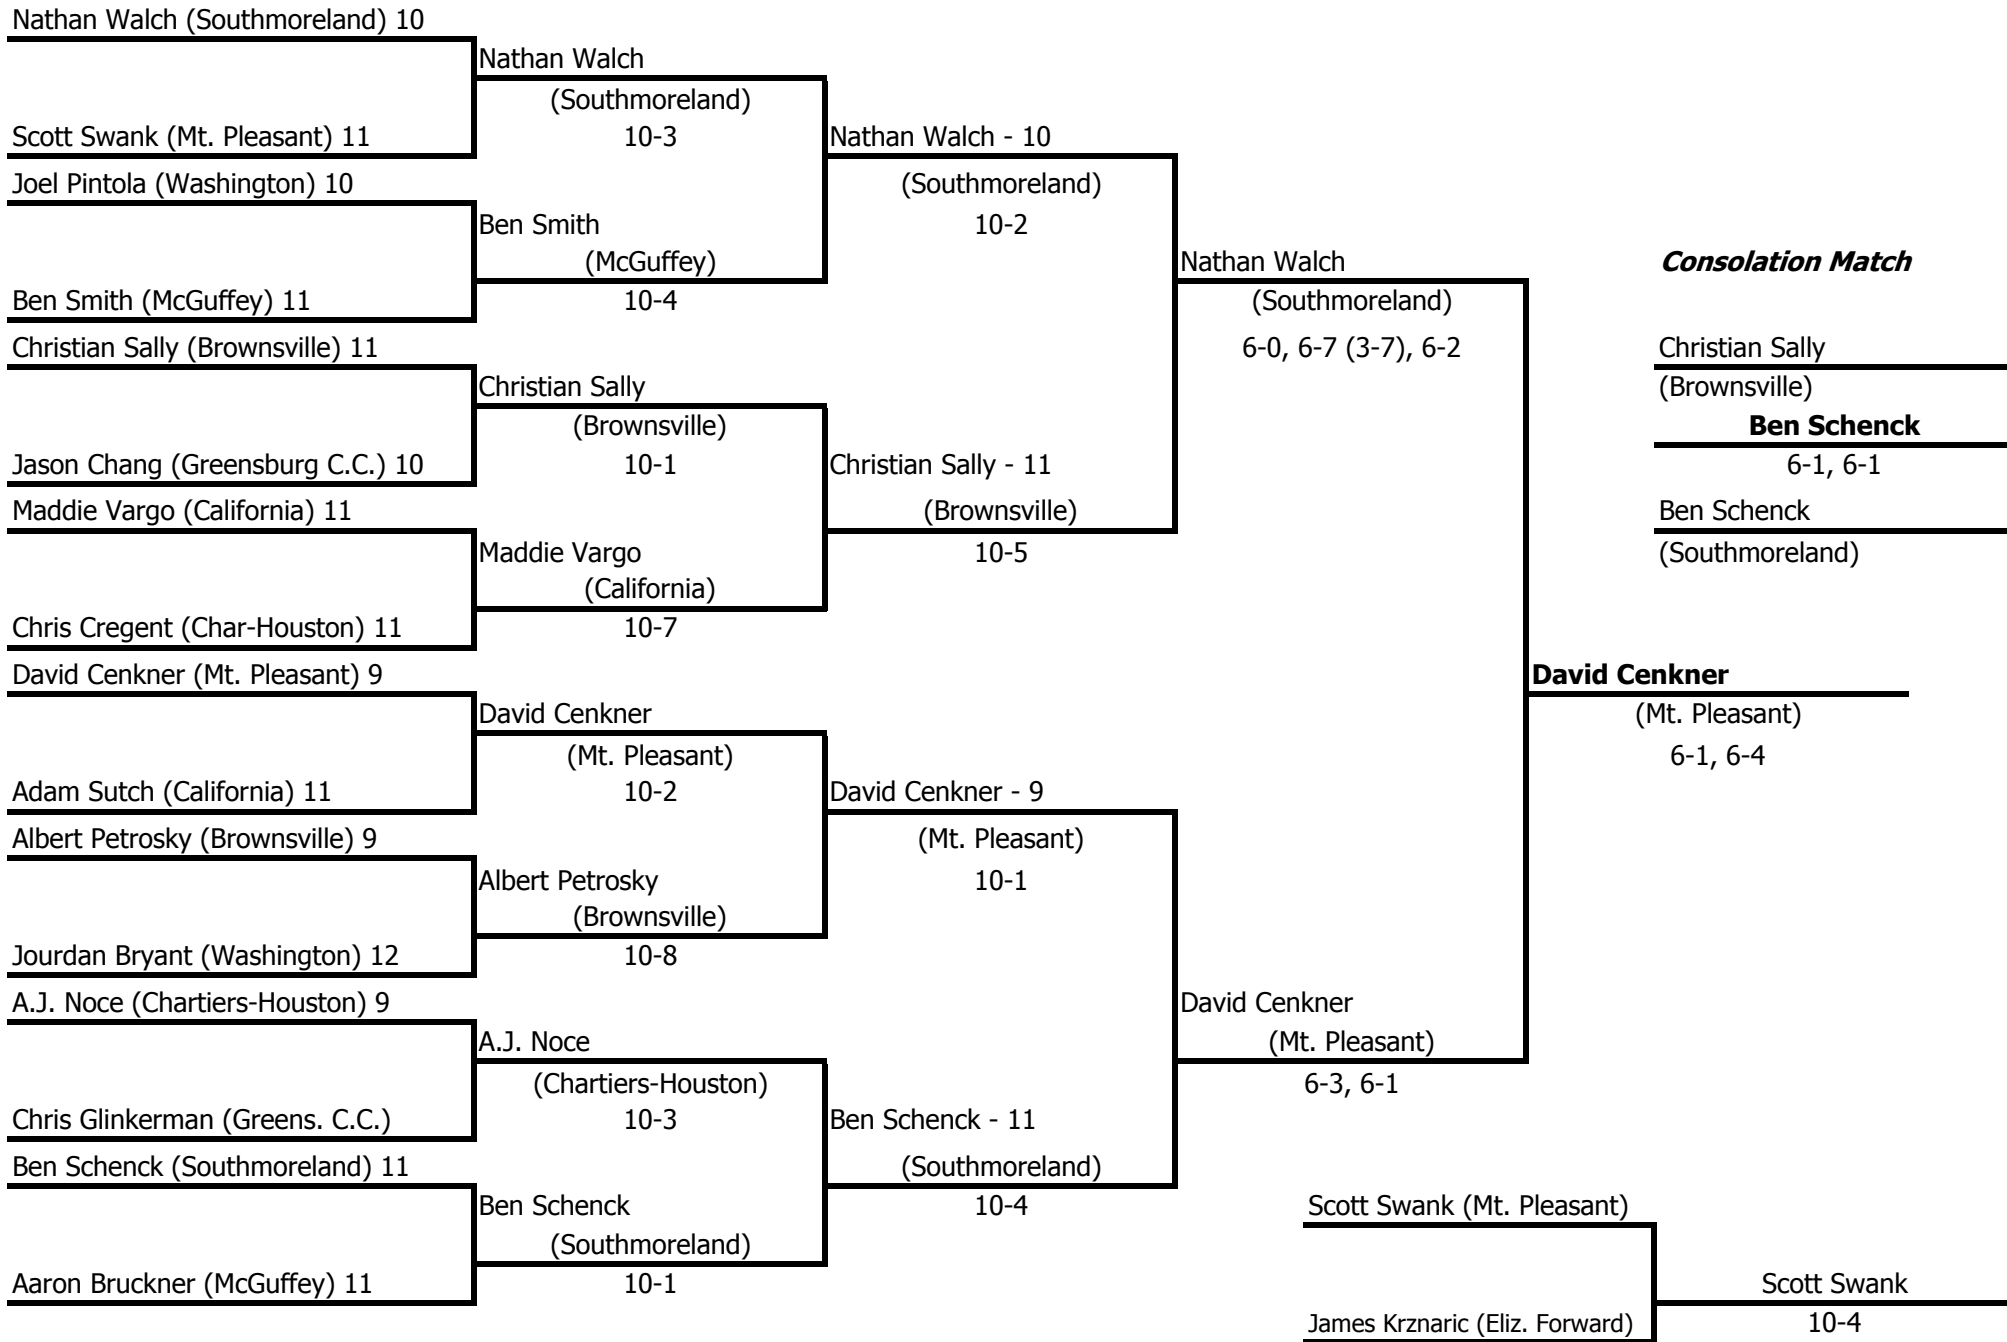 Nathan Walch (Southmoreland) 10
Scott Swank (Mt. Pleasant) 11
Joel Pintola (Washington) 10
Ben Smith (McGuffey) 11
Christian Sally (Brownsville) 11
Jason Chang (Greensburg C.C.) 10
Maddie Vargo (California) 11
Chris Cregent (Char-Houston) 11
David Cenkner (Mt. Pleasant) 9
Adam Sutch (California) 11
Albert Petrosky (Brownsville) 9
Jourdan Bryant (Washington) 12
A.J. Noce (Chartiers-Houston) 9
Chris Glinkerman (Greens. C.C.)
Ben Schenck (Southmoreland) 11
Aaron Bruckner (McGuffey) 11
Nathan Walch
(Southmoreland)
10-3
Ben Smith
(McGuffey)
10-4
Christian Sally
(Brownsville)
10-1
Maddie Vargo
(California)
10-7
David Cenkner
(Mt. Pleasant)
10-2
Albert Petrosky
(Brownsville)
10-8
A.J. Noce
(Chartiers-Houston)
10-3
Ben Schenck
(Southmoreland)
10-1
Nathan Walch - 10
(Southmoreland)
10-2
Christian Sally - 11
(Brownsville)
10-5
David Cenkner - 9
(Mt. Pleasant)
10-1
Ben Schenck - 11
(Southmoreland)
10-4
Nathan Walch
(Southmoreland)
6-0, 6-7 (3-7), 6-2
David Cenkner
(Mt. Pleasant)
6-3, 6-1
David Cenkner
(Mt. Pleasant)
6-1, 6-4
Consolation Match
Christian Sally
(Brownsville)
Ben Schenck
6-1, 6-1
Ben Schenck
(Southmoreland)
Scott Swank (Mt. Pleasant)
James Krznaric (Eliz. Forward)
Scott Swank
10-4